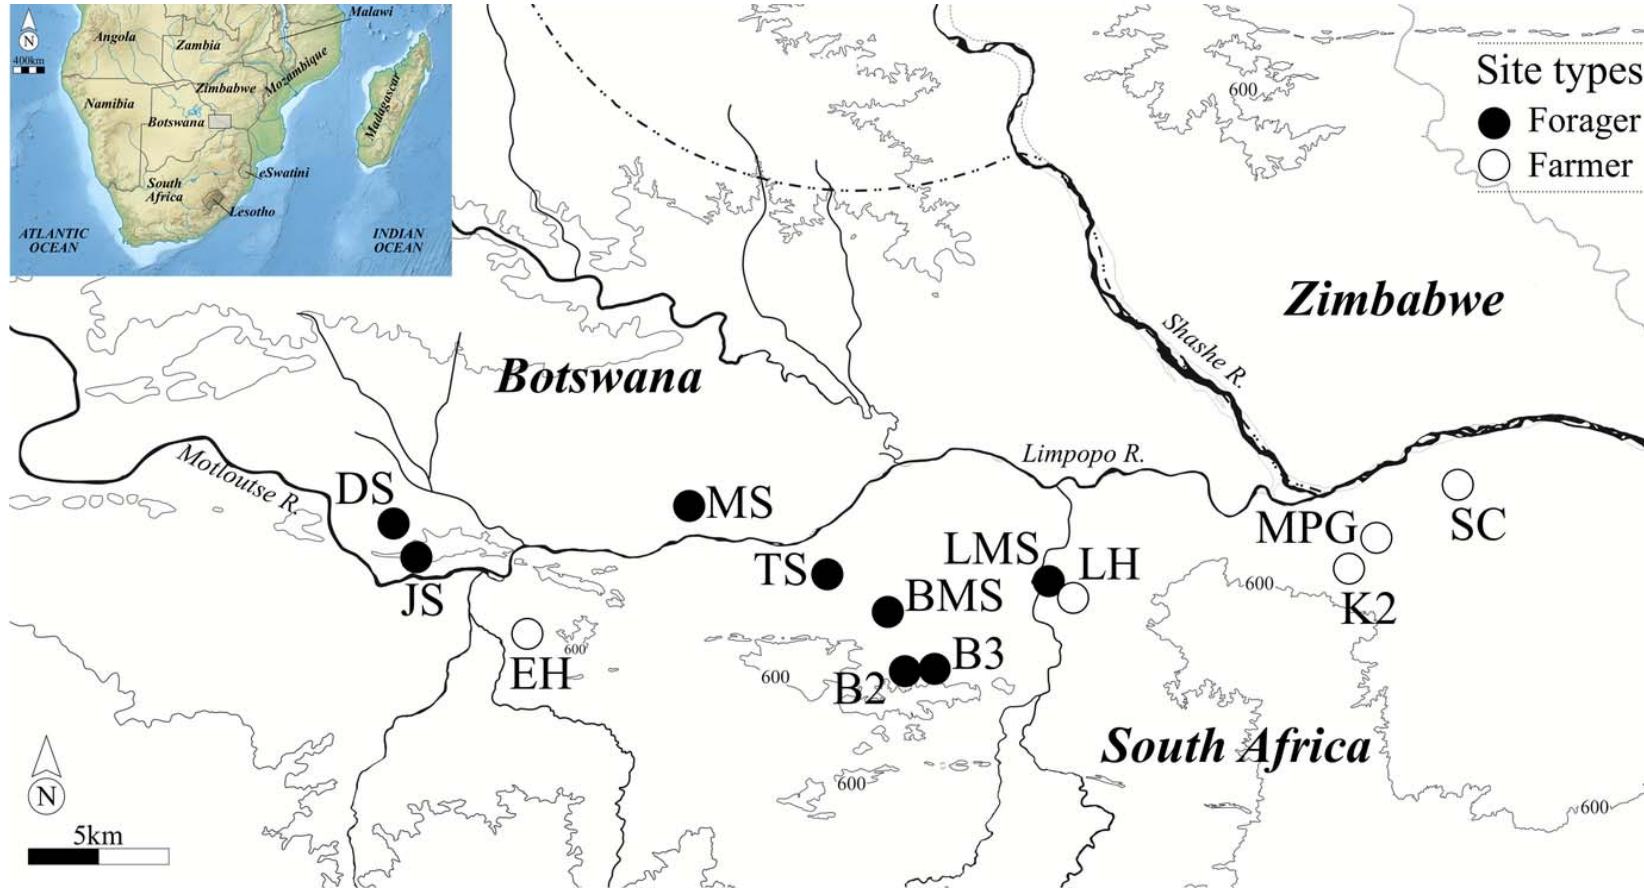 Malawi
N
Angola
Zambia
400km
Mozambique
Zimbabwe
Namibia
Madagascar
Botswana
eSwatini
South
Africa
Lesotho
ATLANTIC
OCEAN
INDIAN
OCEAN
Site types
Forager
Farmer
600
Zimbabwe
Shashe R.
Botswana
Limpopo R.
Motloutse R.
DS
MS
SC
MPG
LMS
LH
TS
JS
BMS
K2
600
EH
600
B3
B2
600
South Africa
600
600
N
5km